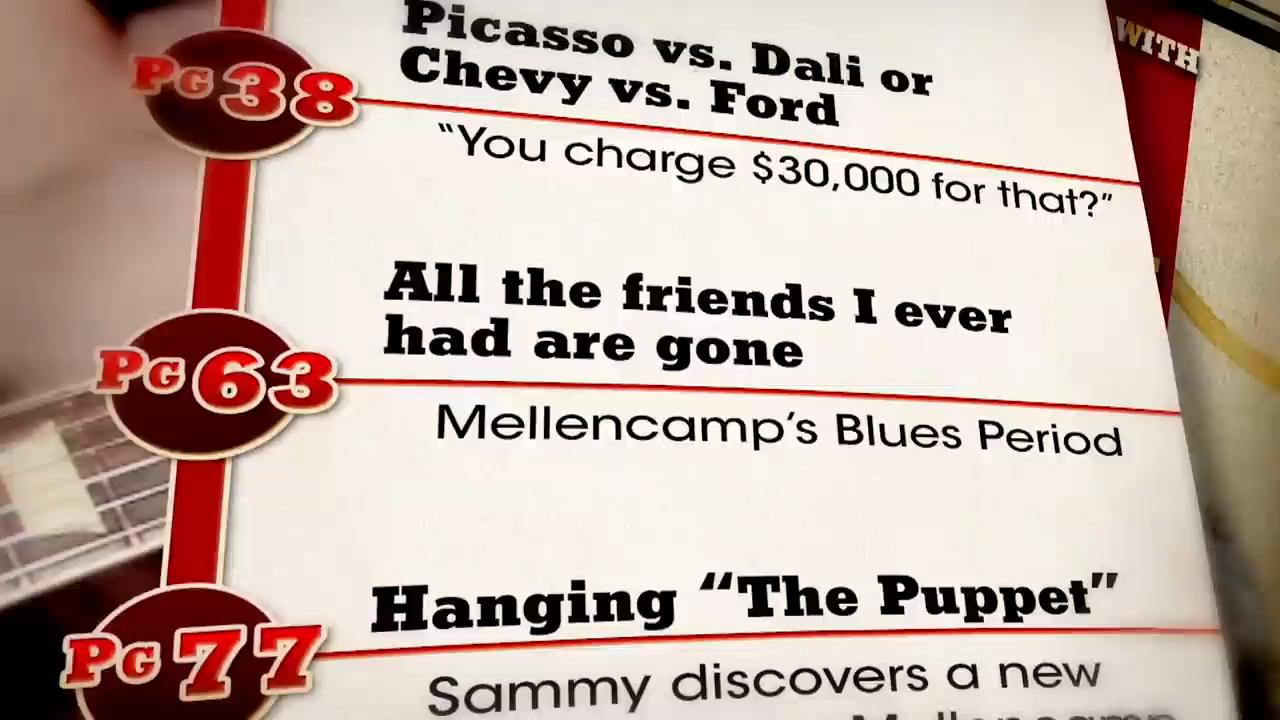 WITH
Picasso vs. Dali or
Chevy vs. Ford
Pg 38
"You charge $30,000 for that?"
All the friends I ever
had are gone
Pg 63
Mellencamp's Blues Period
Hanging "The Puppet"
Pg 77
Sammy discovers a new